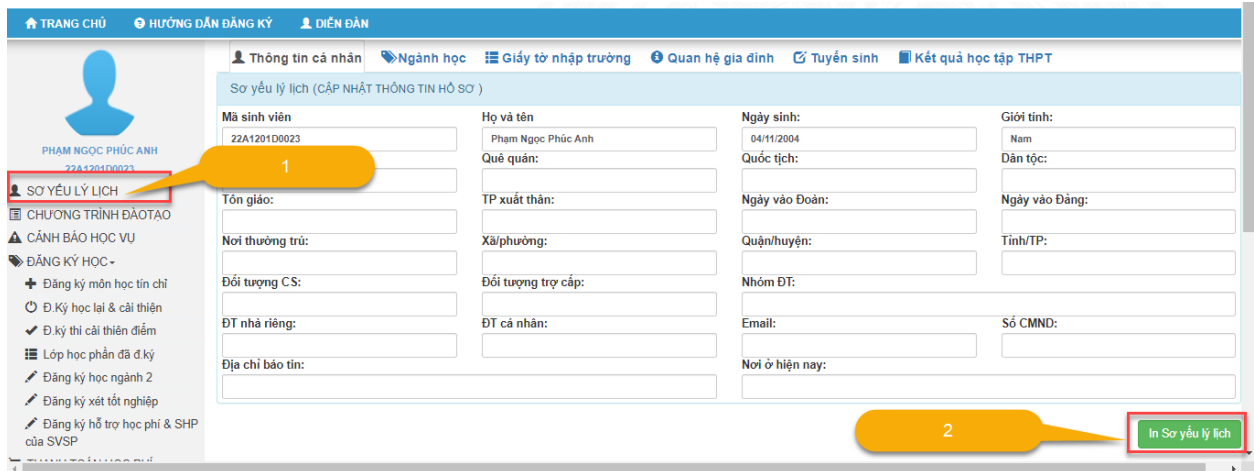 TRANG CHỦ HƯỚNG DẪN ĐĂNG KÝ DIỄN ĐÀN
Thông tin cá nhân Ngành học Giấy tờ nhập trường Quan hệ gia đình Tuyển sinh Kết quả học tập THPT
Sơ yếu lý lịch (CẬP NHẬT THÔNG TIN HỒ SƠ )
Mã sinh viên Họ và tên Ngày sinh: Giới tính:
22A1201D0023 Phạm Ngọc Phúc Anh 04/11/2004 Nam
PHẠM NGỌC PHÚC ANH
22A1201D0023
Quê quán: Quốc tịch: Dân tộc:
1
SƠ YẾU LÝ LỊCH
Tôn giáo: TP xuất thân: Ngày vào Đoàn: Ngày vào Đảng:
CHƯƠNG TRÌNH ĐÀOTẠO
CẢNH BÁO HỌC VỤ
Nơi thường trú: Xã/phường: Quận/huyện: Tỉnh/TP:
ĐĂNG KÝ HỌC
Đăng ký môn học tín chỉ
Đối tượng CS: Đối tượng trợ cấp: Nhóm ĐT:
Đ.Ký học lại & cải thiện
Đ.ký thi cải thiên điểm
ĐT nhà riêng: ĐT cá nhân: Email: Số CMND:
Lớp học phần đã đ.ký
Địa chỉ báo tin: Nơi ở hiện nay:
Đăng ký học ngành 2
Đăng ký xét tốt nghiệp
Đăng ký hỗ trợ học phí & SHP
của SVSP
2
In Sơ yếu lý lịch